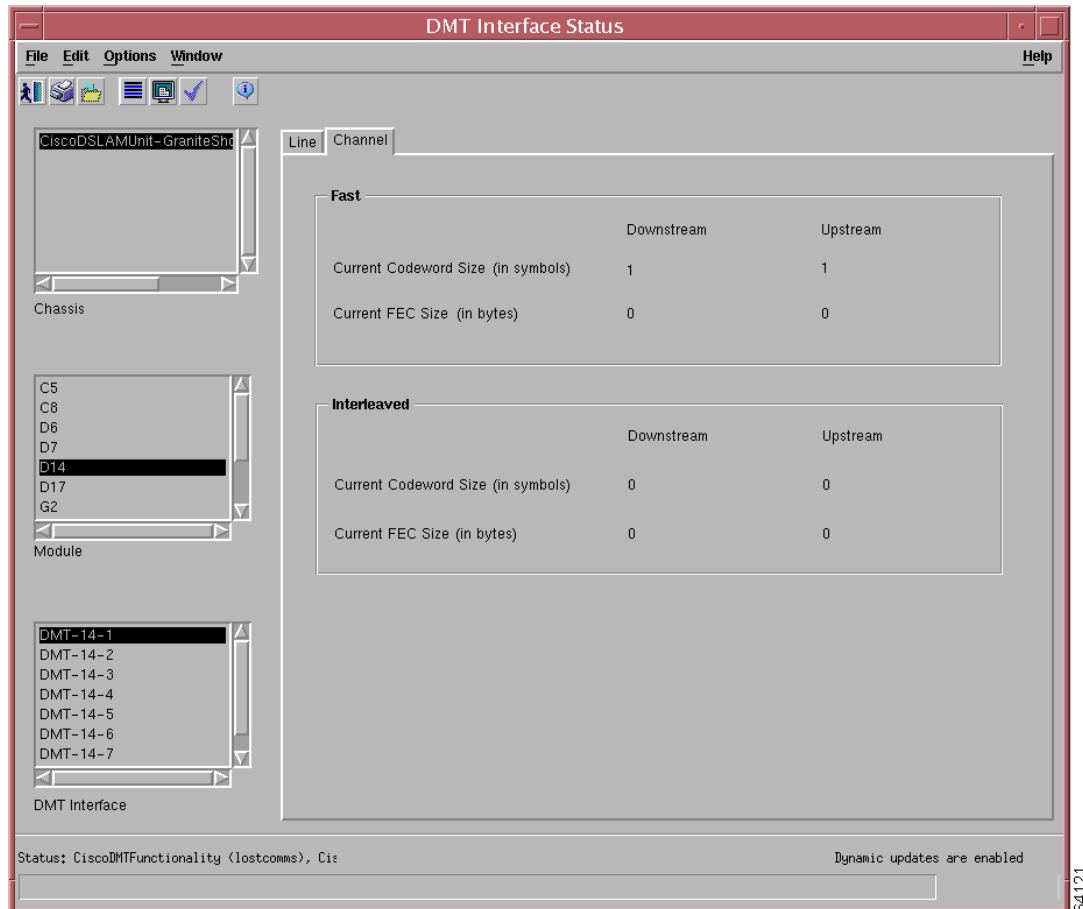 DMT Interface Status
File Edit Options Window Help
CiscoDSLAMUnit-GraniteSho
Chassis
C5
C8
D6
D7
D14
D17
G2
Module
DMT-14-1
DMT-14-2
DMT-14-3
DMT-14-4
DMT-14-5
DMT-14-6
DMT-14-7
DMT Interface
Line Channel
Fast
Downstream Upstream
Current Codeword Size (in symbols) 1 1
Current FEC Size (in bytes) 0 0
Interleaved
Downstream Upstream
Current Codeword Size (in symbols) 0 0
Current FEC Size (in bytes) 0 0
Status: CiscoDMTFunctionality (lostcomms), Cis
Dynamic updates are enabled
54121